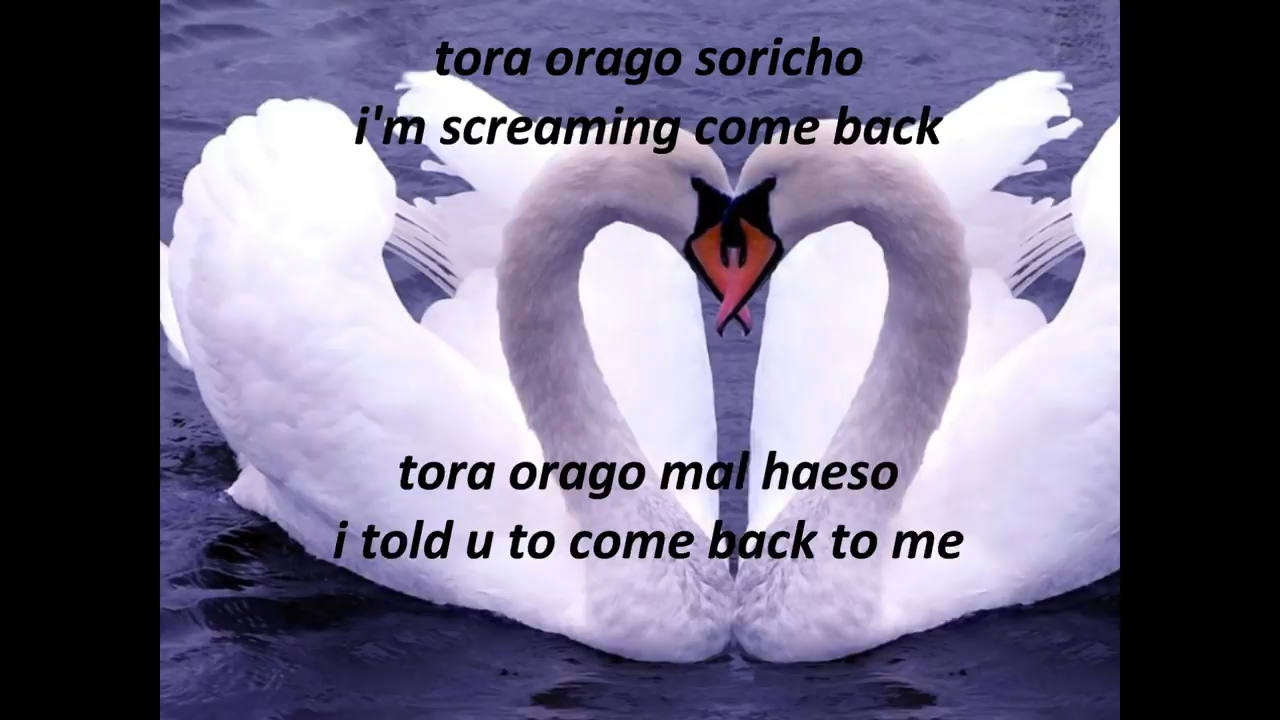 tora orago soricho
i'm screaming come back
tora orago mal haeso
i told u to come back to me